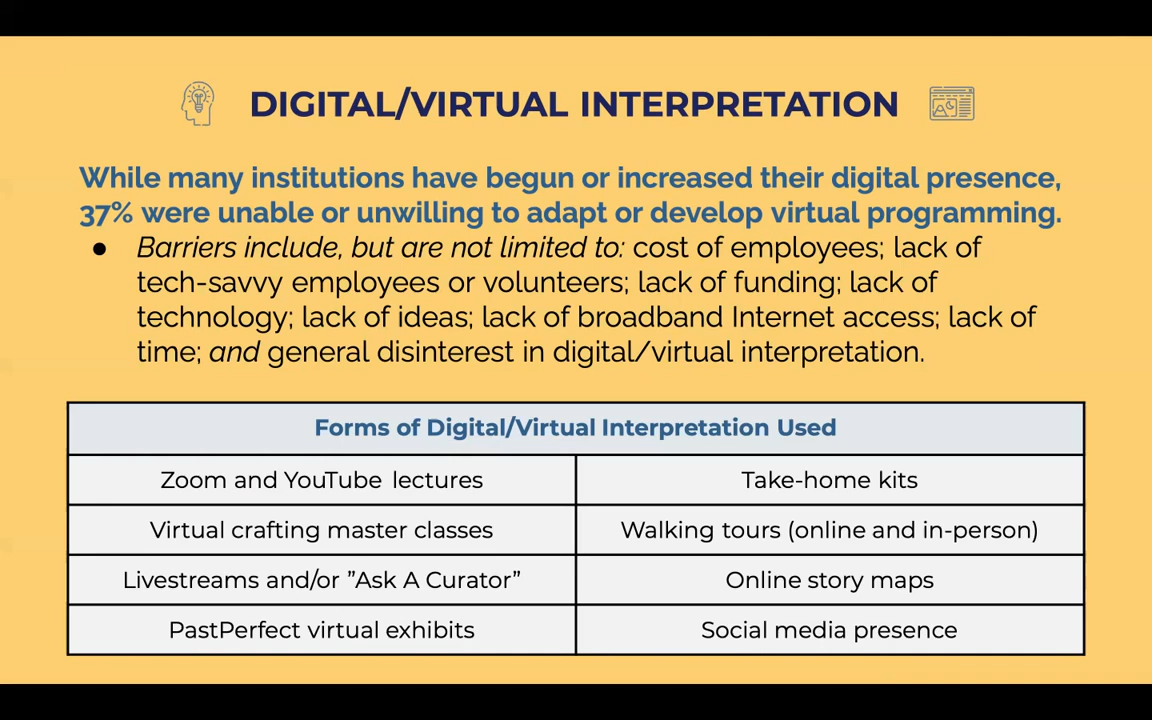 DIGITAL/VIRTUAL INTERPRETATION
While many institutions have begun or increased their digital presence,
37% were unable or unwilling to adapt or develop virtual programming.
● Barriers include, but are not limited to: cost of employees; lack of
tech-savvy employees or volunteers; lack of funding; lack of
technology; lack of ideas; lack of broadband Internet access; lack of
time; and general disinterest in digital/virtual interpretation.
Forms of Digital/Virtual Interpretation Used
Zoom and YouTube lectures
Take-home kits
Virtual crafting master classes
Walking tours (online and in-person)
Livestreams and/or ”Ask A Curator”
Online story maps
PastPerfect virtual exhibits
Social media presence